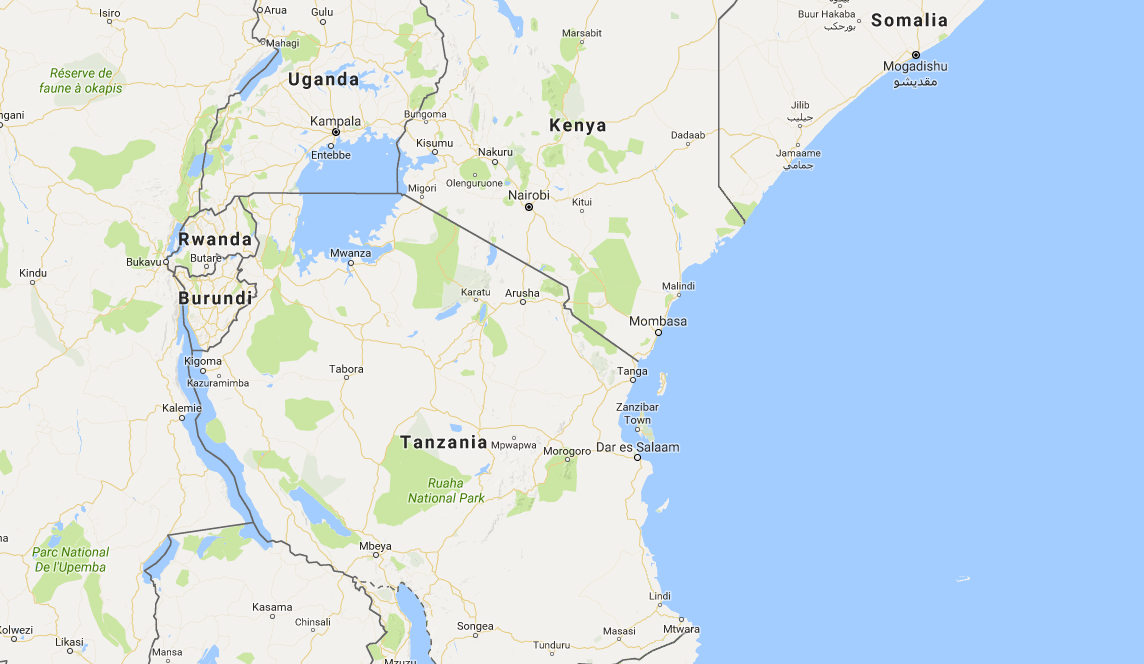 Isiro
Arua
Gulu
Buur Hakaba
بورحكب
Somalia
Marsabit
Mahagi
Mogadishu
مقديشو
Réserve de
faune à okapis
Uganda
Jilib
جيليب
Kampala
Bungoma
Kenya
Dadaab
Entebbe
Kisumu
Nakuru
Jamaame
جمامي
Olenguruone
Migori
Nairobi
Kitui
Rwanda
Butare
Bukavu
Mwanza
Kindu
Burundi
Karatu
Arusha
Malindi
Mombasa
Kigoma
Kazuramimba
Tabora
Tanga
Kalemie
Zanzibar
Town
Tanzania
Mpwapwa
Morogoro
Dar es Salaam
Ruaha
National Park
Parc National
De l'Upemba
Mbeya
Kasama
Chinsali
Lindi
Mtwara
Songea
Masasi
Tunduru
Kolwezi
Likasi
Mansa
Mzuzu